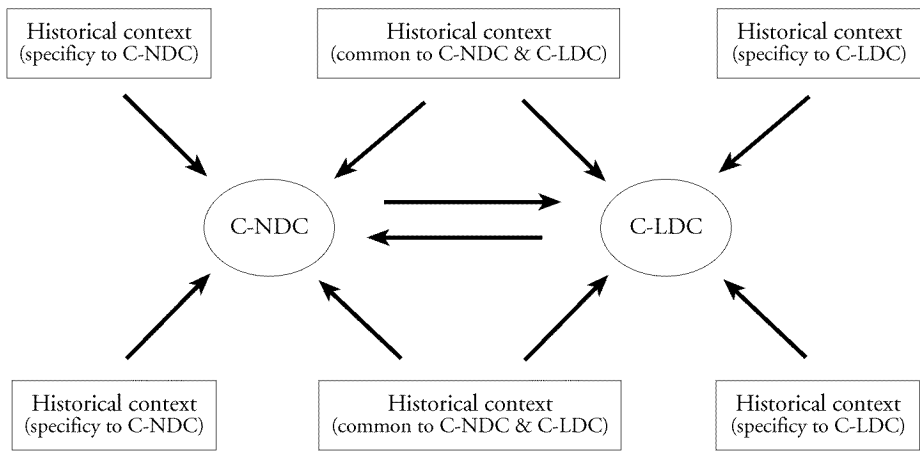 Historical context
(specificy to C-NDC)
Historical context
(common to C-NDC & C-LDC)
Historical context
(specificy to C-LDC)
C-NDC
C-LDC
Historical context
(specificy to C-NDC)
Historical context
(common to C-NDC & C-LDC)
Historical context
(specificy to C-LDC)